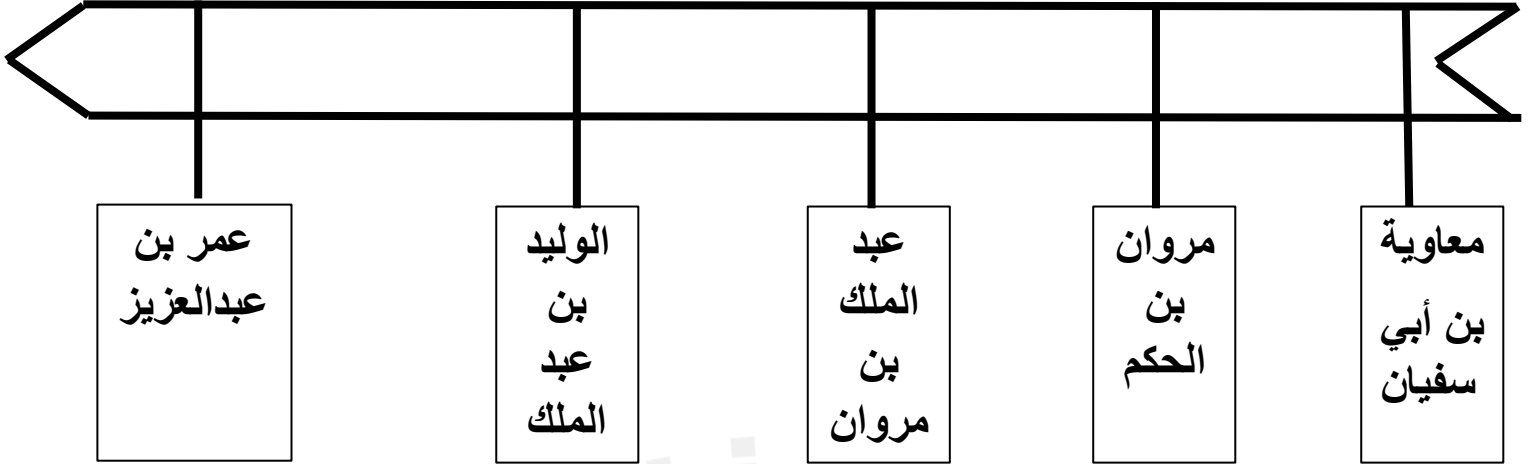 معاوية
بن أبي
سفيان
مروان
بن
الحكم
عبد
الملك
بن
مروان
الوليد
بن
عبد
الملك
عمر بن
عبدالعزيز